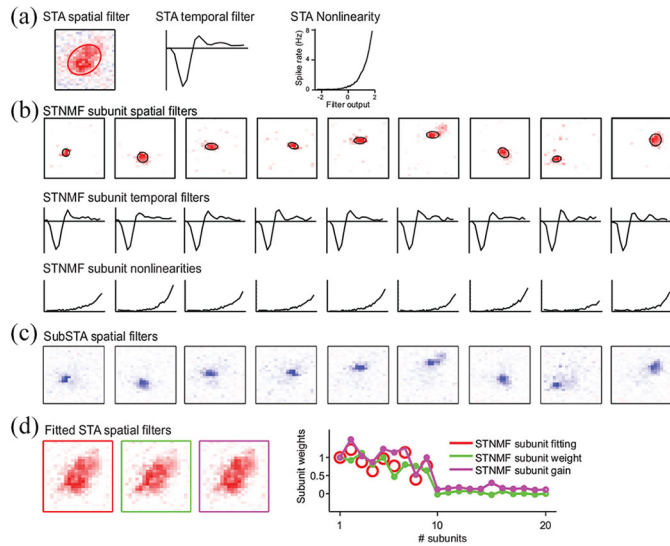 (a) STA spatial filter STA temporal filter STA Nonlinearity
Spike rate (Hz)
8
4
0
-2 0 2
Filter output
(b) STNMF subunit spatial filters
STNMF subunit temporal filters
STNMF subunit nonlinearities
(c) SubSTA spatial filters
(d) Fitted STA spatial filters
Subunit weights
1
0.5
0
STNMF subunit fitting
STNMF subunit weight
STNMF subunit gain
1 10 20
# subunits